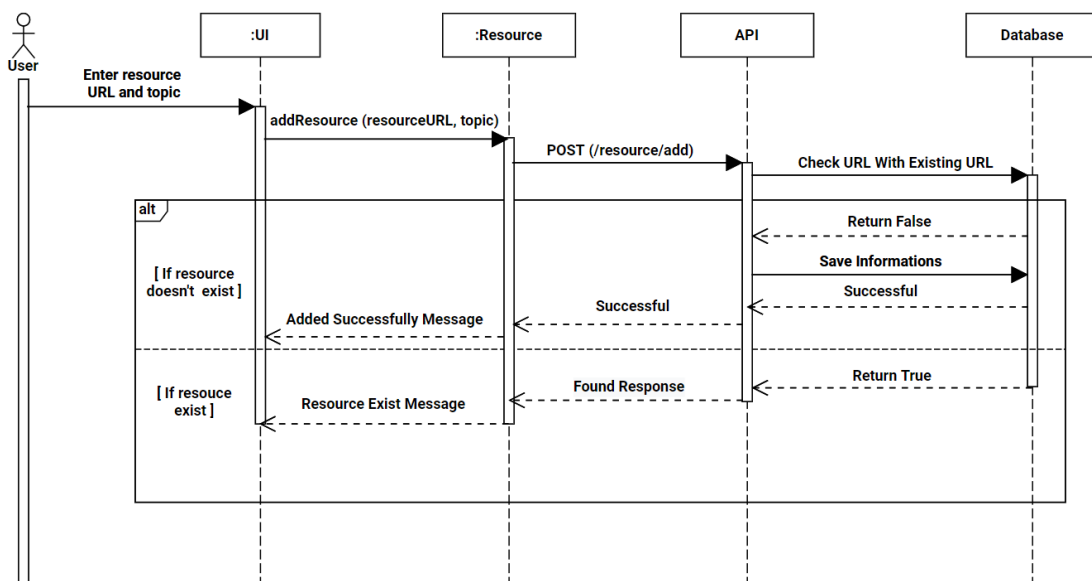 :UI
:Resource
API
Database
User
Enter resource
URL and topic
addResource (resourceURL, topic)
POST (/resource/add)
Check URL With Existing URL
alt
Return False
[ If resource
doesn't exist ]
Save Informations
Successful
Successful
Added Successfully Message
[ If resouce
exist ]
Return True
Found Response
Resource Exist Message